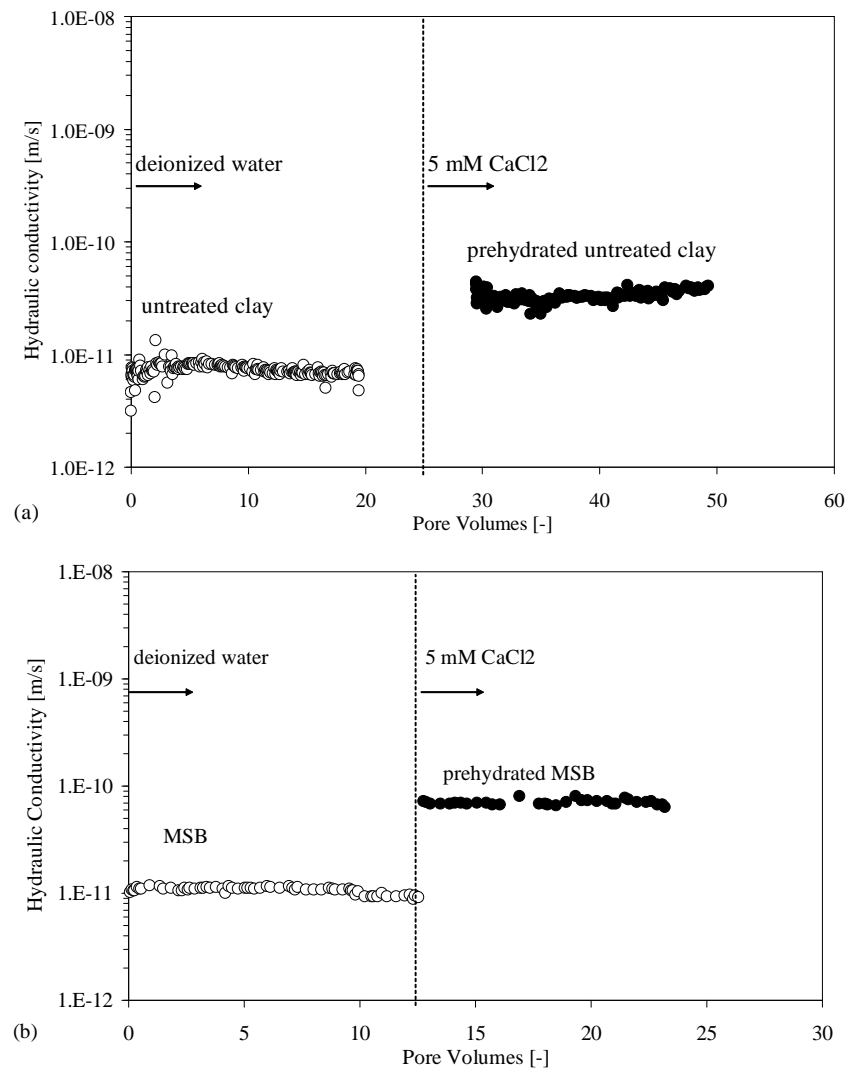 1.0E-08
1.0E-09
1.0E-10
1.0E-11
1.0E-12
Hydraulic conductivity [m/s]
deionized water
5 mM CaCl2
prehydrated untreated clay
untreated clay
0 10 20 30 40 50 60
Pore Volumes [-]
(a)
1.E-08
1.E-09
1.E-10
1.E-11
1.E-12
Hydraulic Conductivity [m/s]
deionized water
5 mM CaCl2
prehydrated MSB
MSB
0 5 10 15 20 25 30
Pore Volumes [-]
(b)